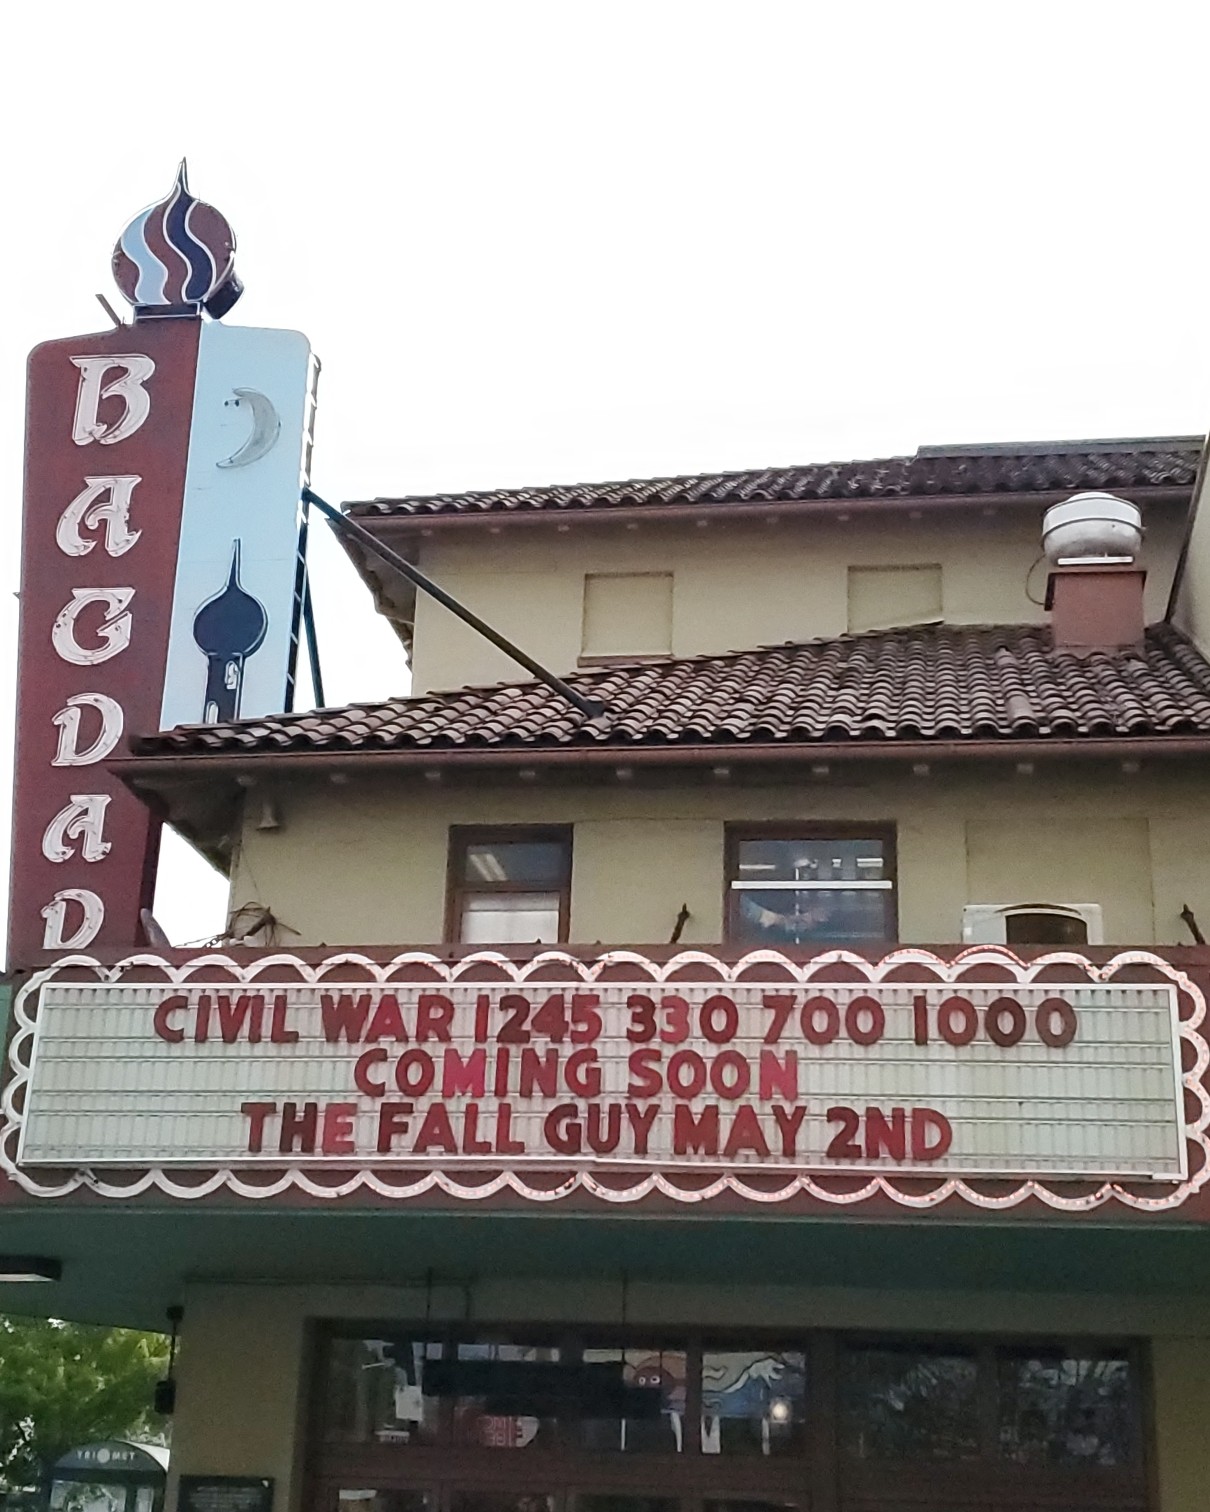 BAGDAD
CIVIL WAR 1245 330 700 1000
COMING SOON
THE FALL GUY MAY 2ND
TRIMET